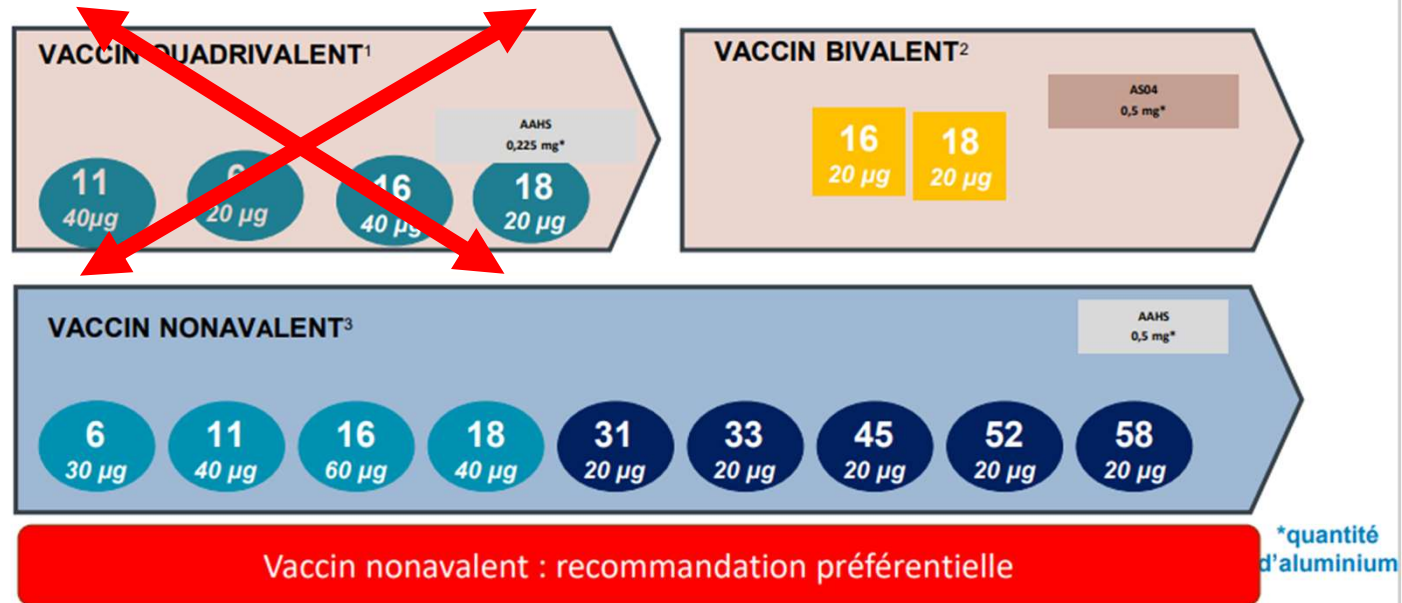 VACCIN QUADRIVALENT¹
AAHS
0,225 mg*
11
40µg
6
20 µg
16
40 µg
18
20 µg
VACCIN BIVALENT²
AS04
0,5 mg*
16
20 µg
18
20 µg
VACCIN NONAVALENT³
AAHS
0,5 mg*
6
30 µg
11
40 µg
16
60 µg
18
40 µg
31
20 µg
33
20 µg
45
20 µg
52
20 µg
58
20 µg
Vaccin nonavalent : recommandation préférentielle
*quantité
d'aluminium